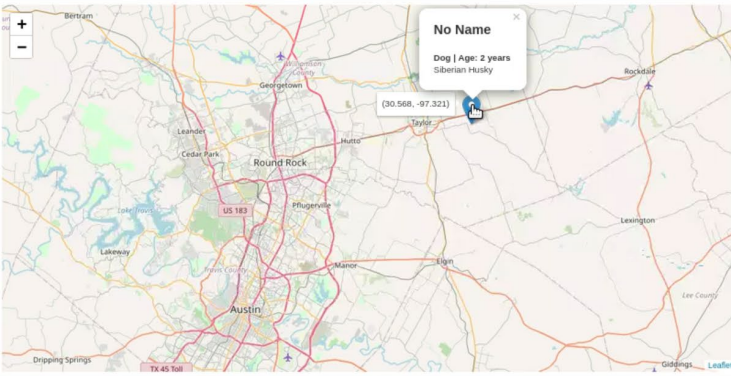 +
−
Bertram
Williamson
County
Georgetown
Leander
Cedar Park
Round Rock
Hutto
Taylor
Rockdale
No Name
×
Dog | Age: 2 years
Siberian Husky
(30.568, -97.321)
US 183
Pflugerville
Lake Travis
Lakeway
Travis County
Manor
Elgin
Lexington
Lee County
Austin
Dripping Springs
TX 45 Toll
Giddings
Leaflet